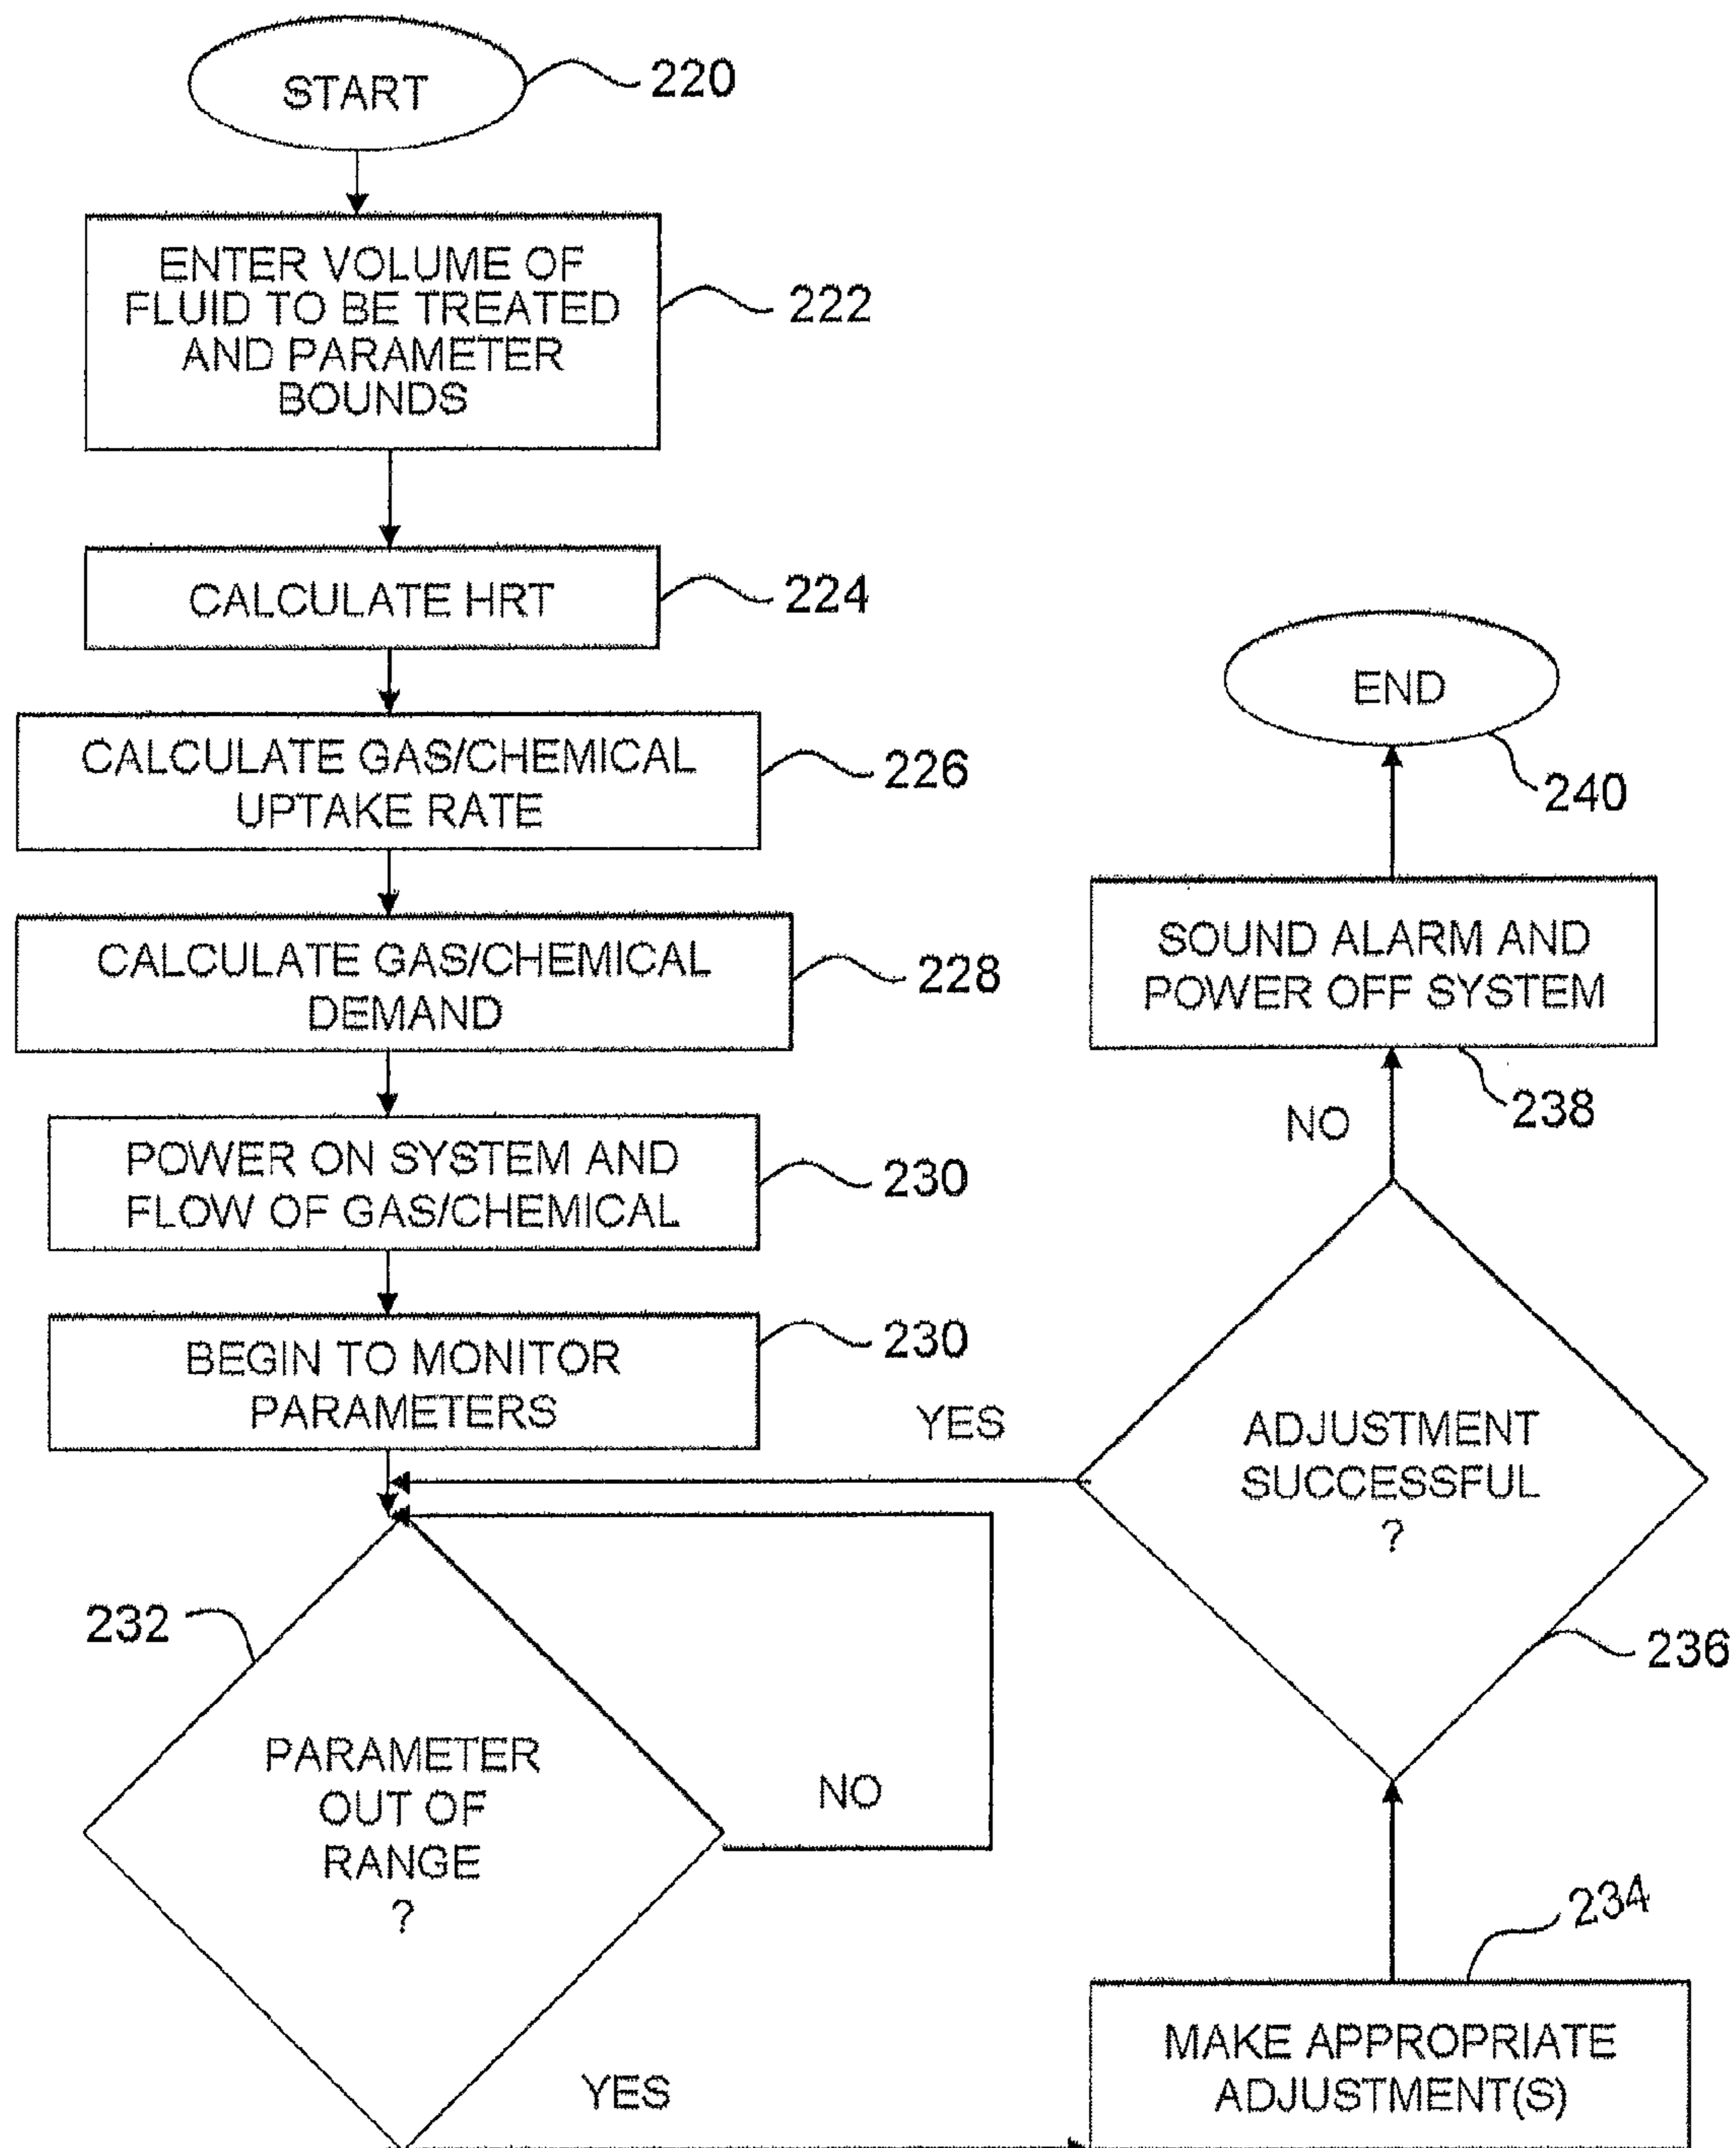 START
220
ENTER VOLUME OF
FLUID TO BE TREATED
AND PARAMETER
BOUNDS
222
CALCULATE HRT
224
CALCULATE GAS/CHEMICAL
UPTAKE RATE
226
CALCULATE GAS/CHEMICAL
DEMAND
228
POWER ON SYSTEM AND
FLOW OF GAS/CHEMICAL
230
BEGIN TO MONITOR
PARAMETERS
230
232
PARAMETER
OUT OF
RANGE
?
NO
YES
MAKE APPROPRIATE
ADJUSTMENT(S)
234
ADJUSTMENT
SUCCESSFUL
?
236
YES
NO
SOUND ALARM AND
POWER OFF SYSTEM
238
END
240